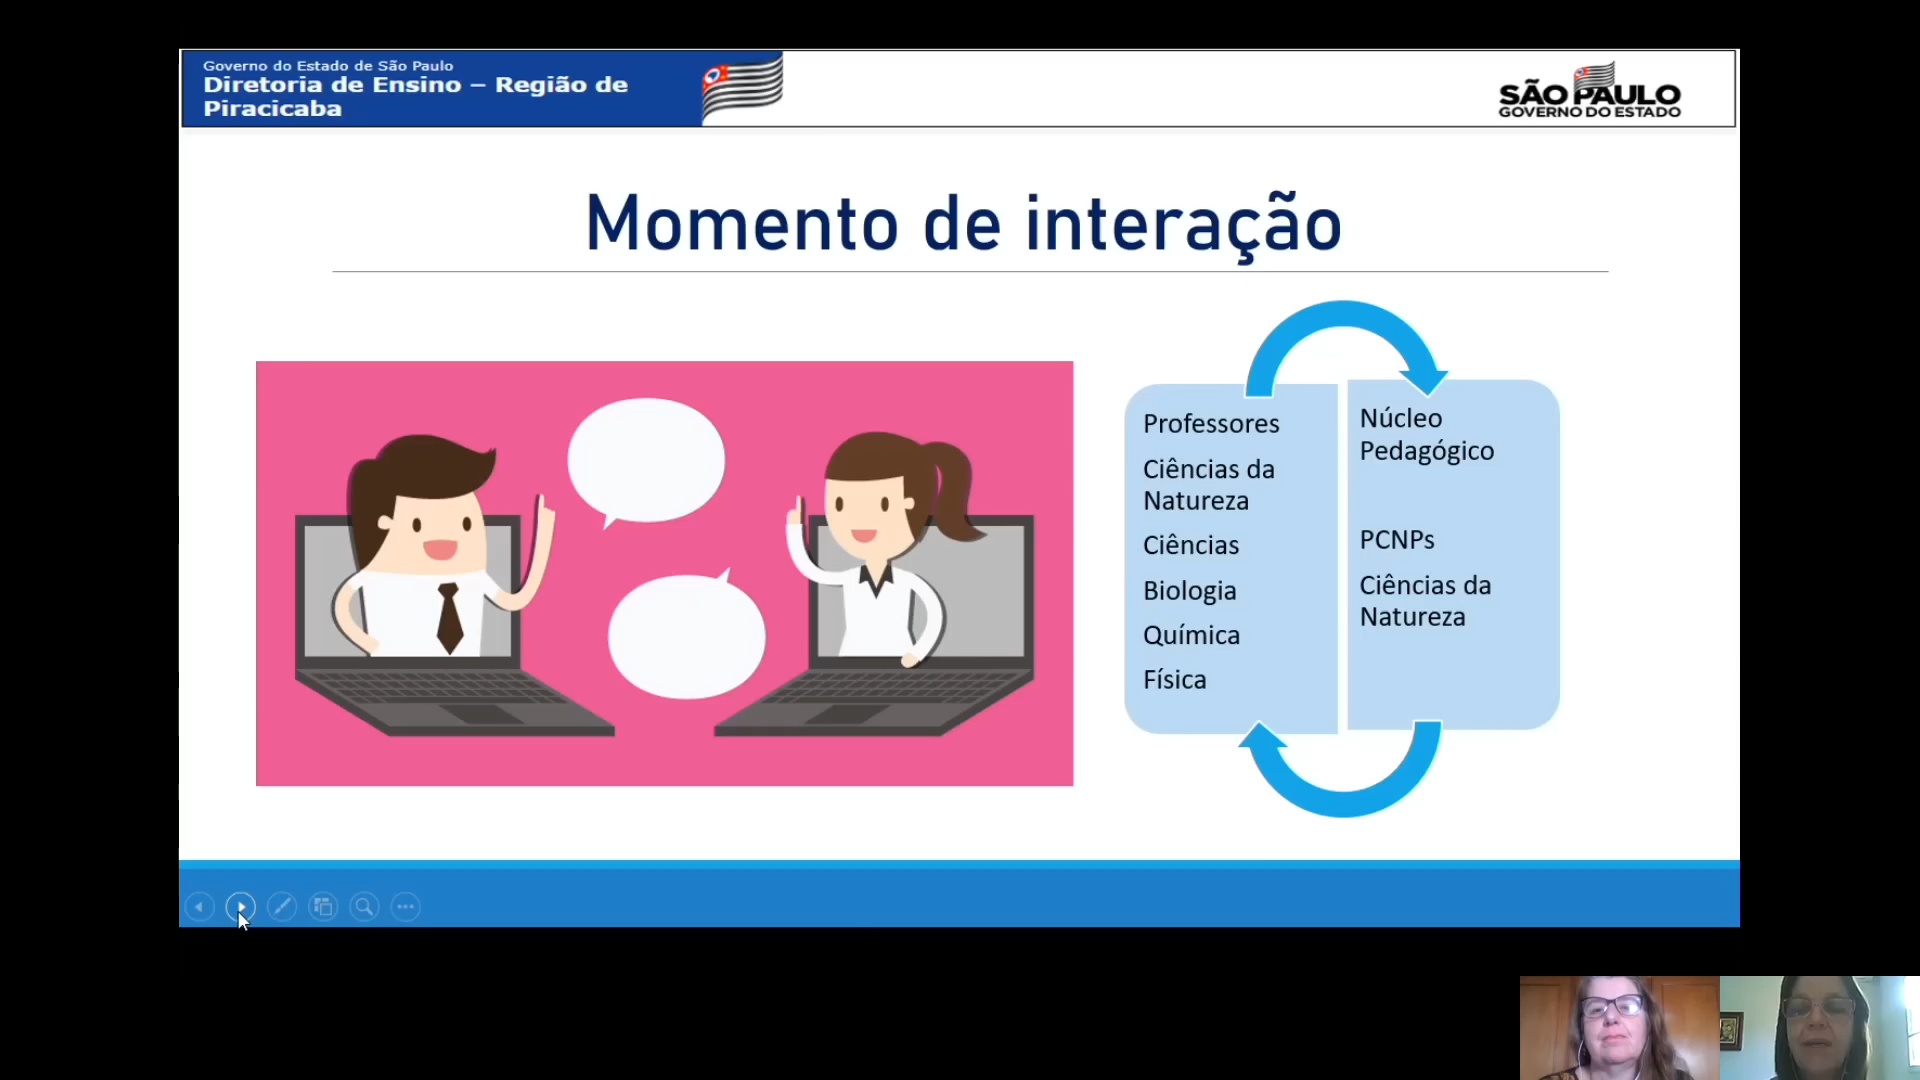 Governo do Estado de São Paulo
Diretoria de Ensino – Região de
Piracicaba
SÃO PAULO
GOVERNO DO ESTADO
Momento de interação
Professores
Ciências da
Natureza
Ciências
Biologia
Química
Física
Núcleo
Pedagógico
PCNPs
Ciências da
Natureza